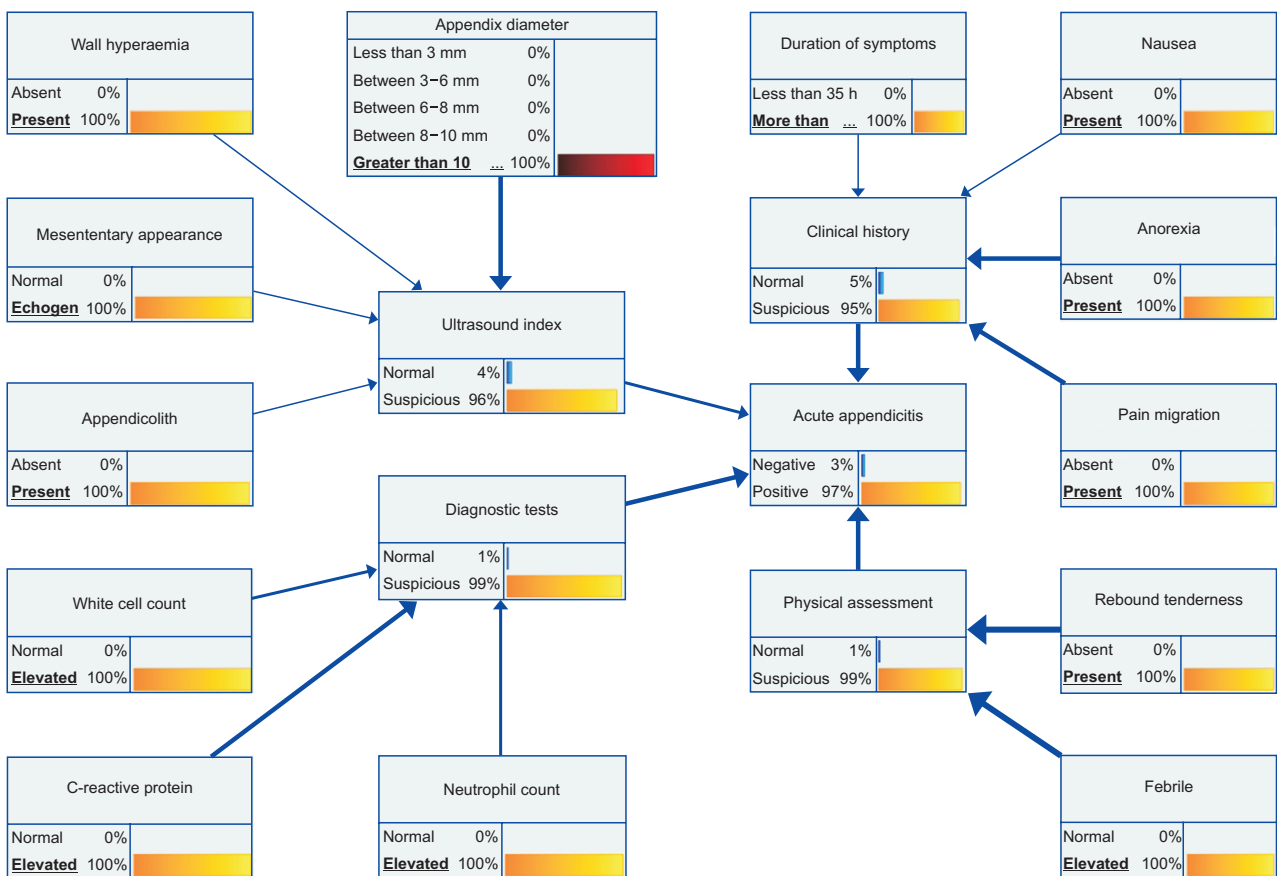 Wall hyperaemia
Absent 0%
Present 100%
Appendix diameter
Less than 3 mm 0%
Between 3–6 mm 0%
Between 6–8 mm 0%
Between 8–10 mm 0%
Greater than 10 ... 100%
Duration of symptoms
Less than 35 h 0%
More than ... 100%
Nausea
Absent 0%
Present 100%
Mesententary appearance
Normal 0%
Echogen 100%
Ultrasound index
Normal 4%
Suspicious 96%
Clinical history
Normal 5%
Suspicious 95%
Anorexia
Absent 0%
Present 100%
Appendicolith
Absent 0%
Present 100%
Acute appendicitis
Negative 3%
Positive 97%
Pain migration
Absent 0%
Present 100%
Diagnostic tests
Normal 1%
Suspicious 99%
White cell count
Normal 0%
Elevated 100%
Physical assessment
Normal 1%
Suspicious 99%
Rebound tenderness
Absent 0%
Present 100%
C-reactive protein
Normal 0%
Elevated 100%
Neutrophil count
Normal 0%
Elevated 100%
Febrile
Normal 0%
Elevated 100%